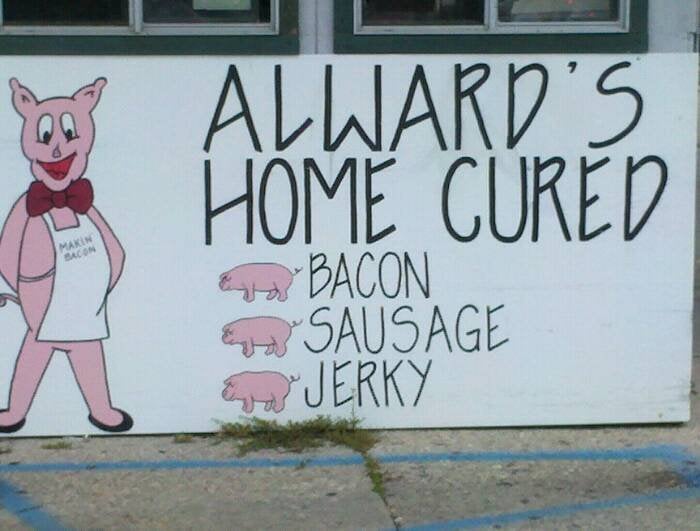 ALWARD'S
HOME CURED
MAKIN'
BACON
BACON
SAUSAGE
JERKY